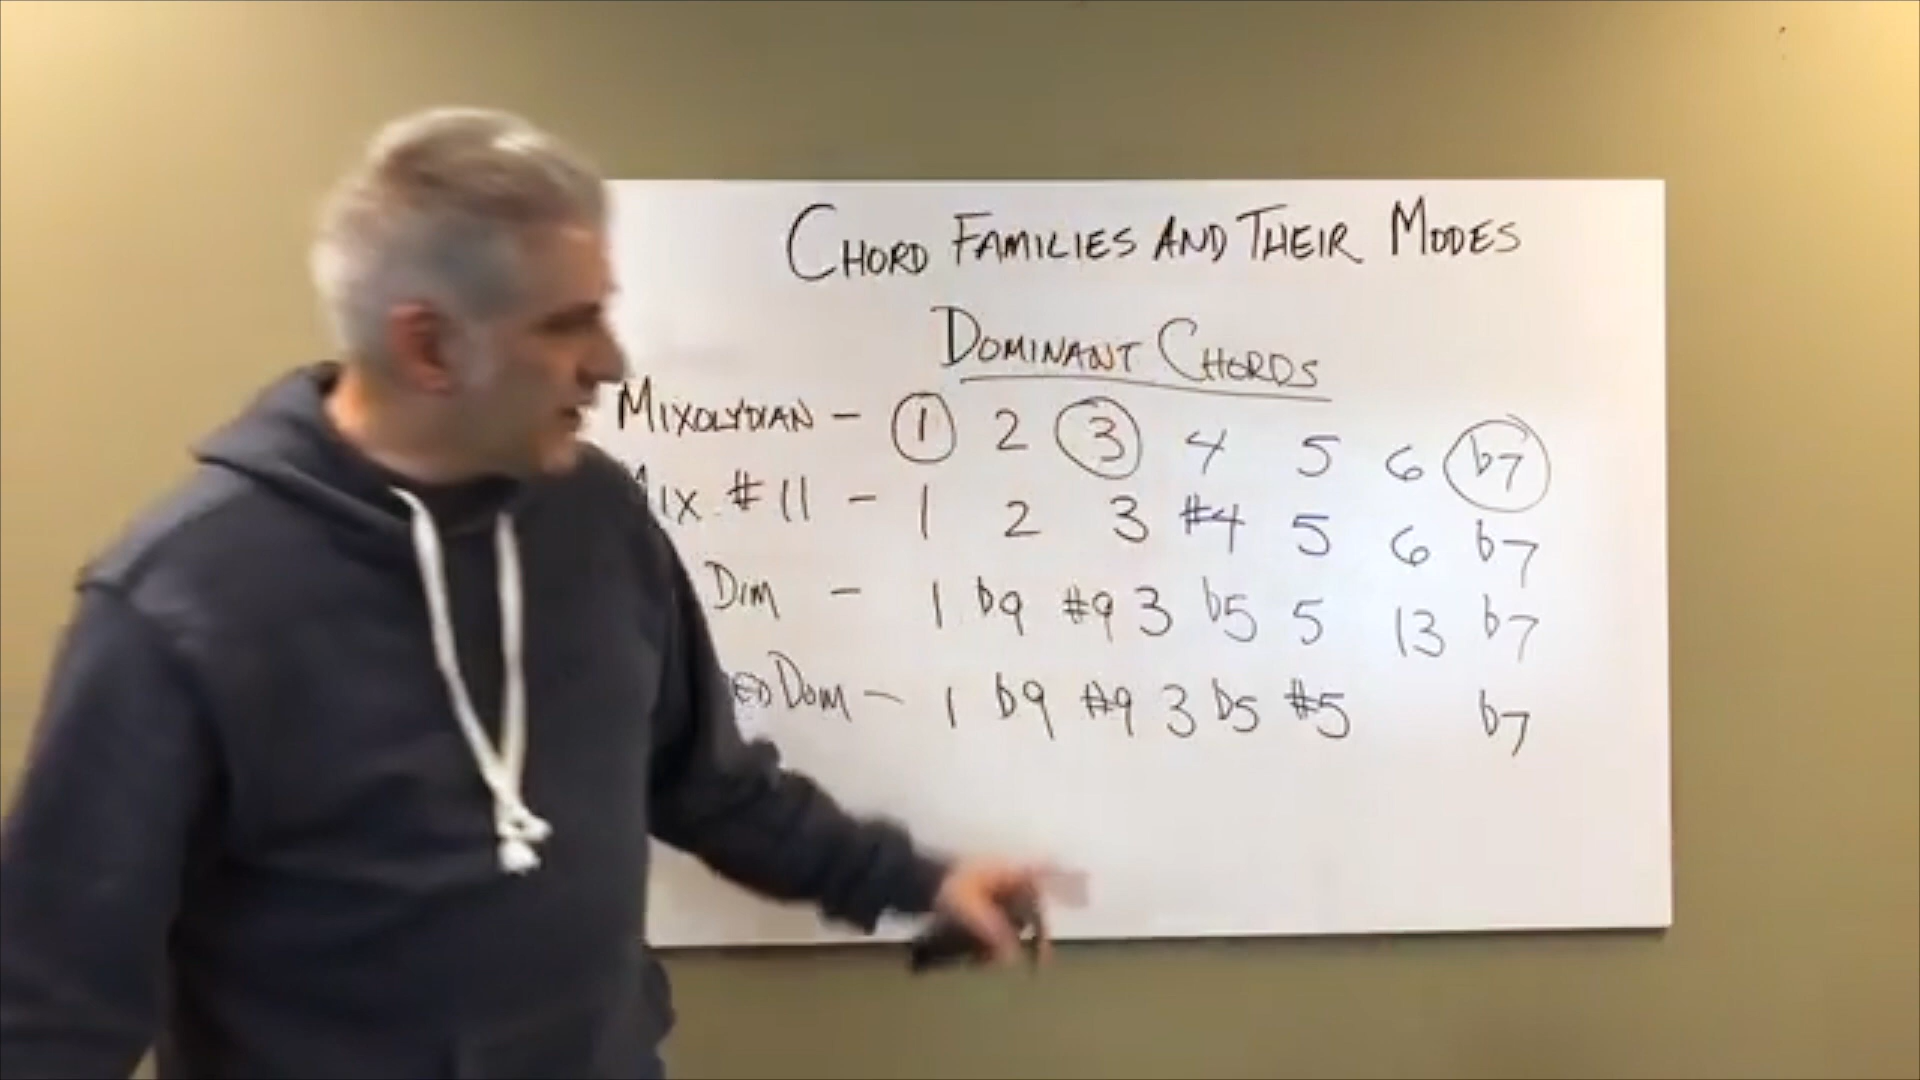 CHORD FAMILIES AND THEIR MODES
DOMINANT CHORDS
MIXOLYDIAN - 1 2 3 4 5 6 b7
MIX. #11 - 1 2 3 #4 5 6 b7
DIM - 1 b9 #9 3 b5 5 13 b7
DOM - 1 b9 #9 3 b5 #5 b7